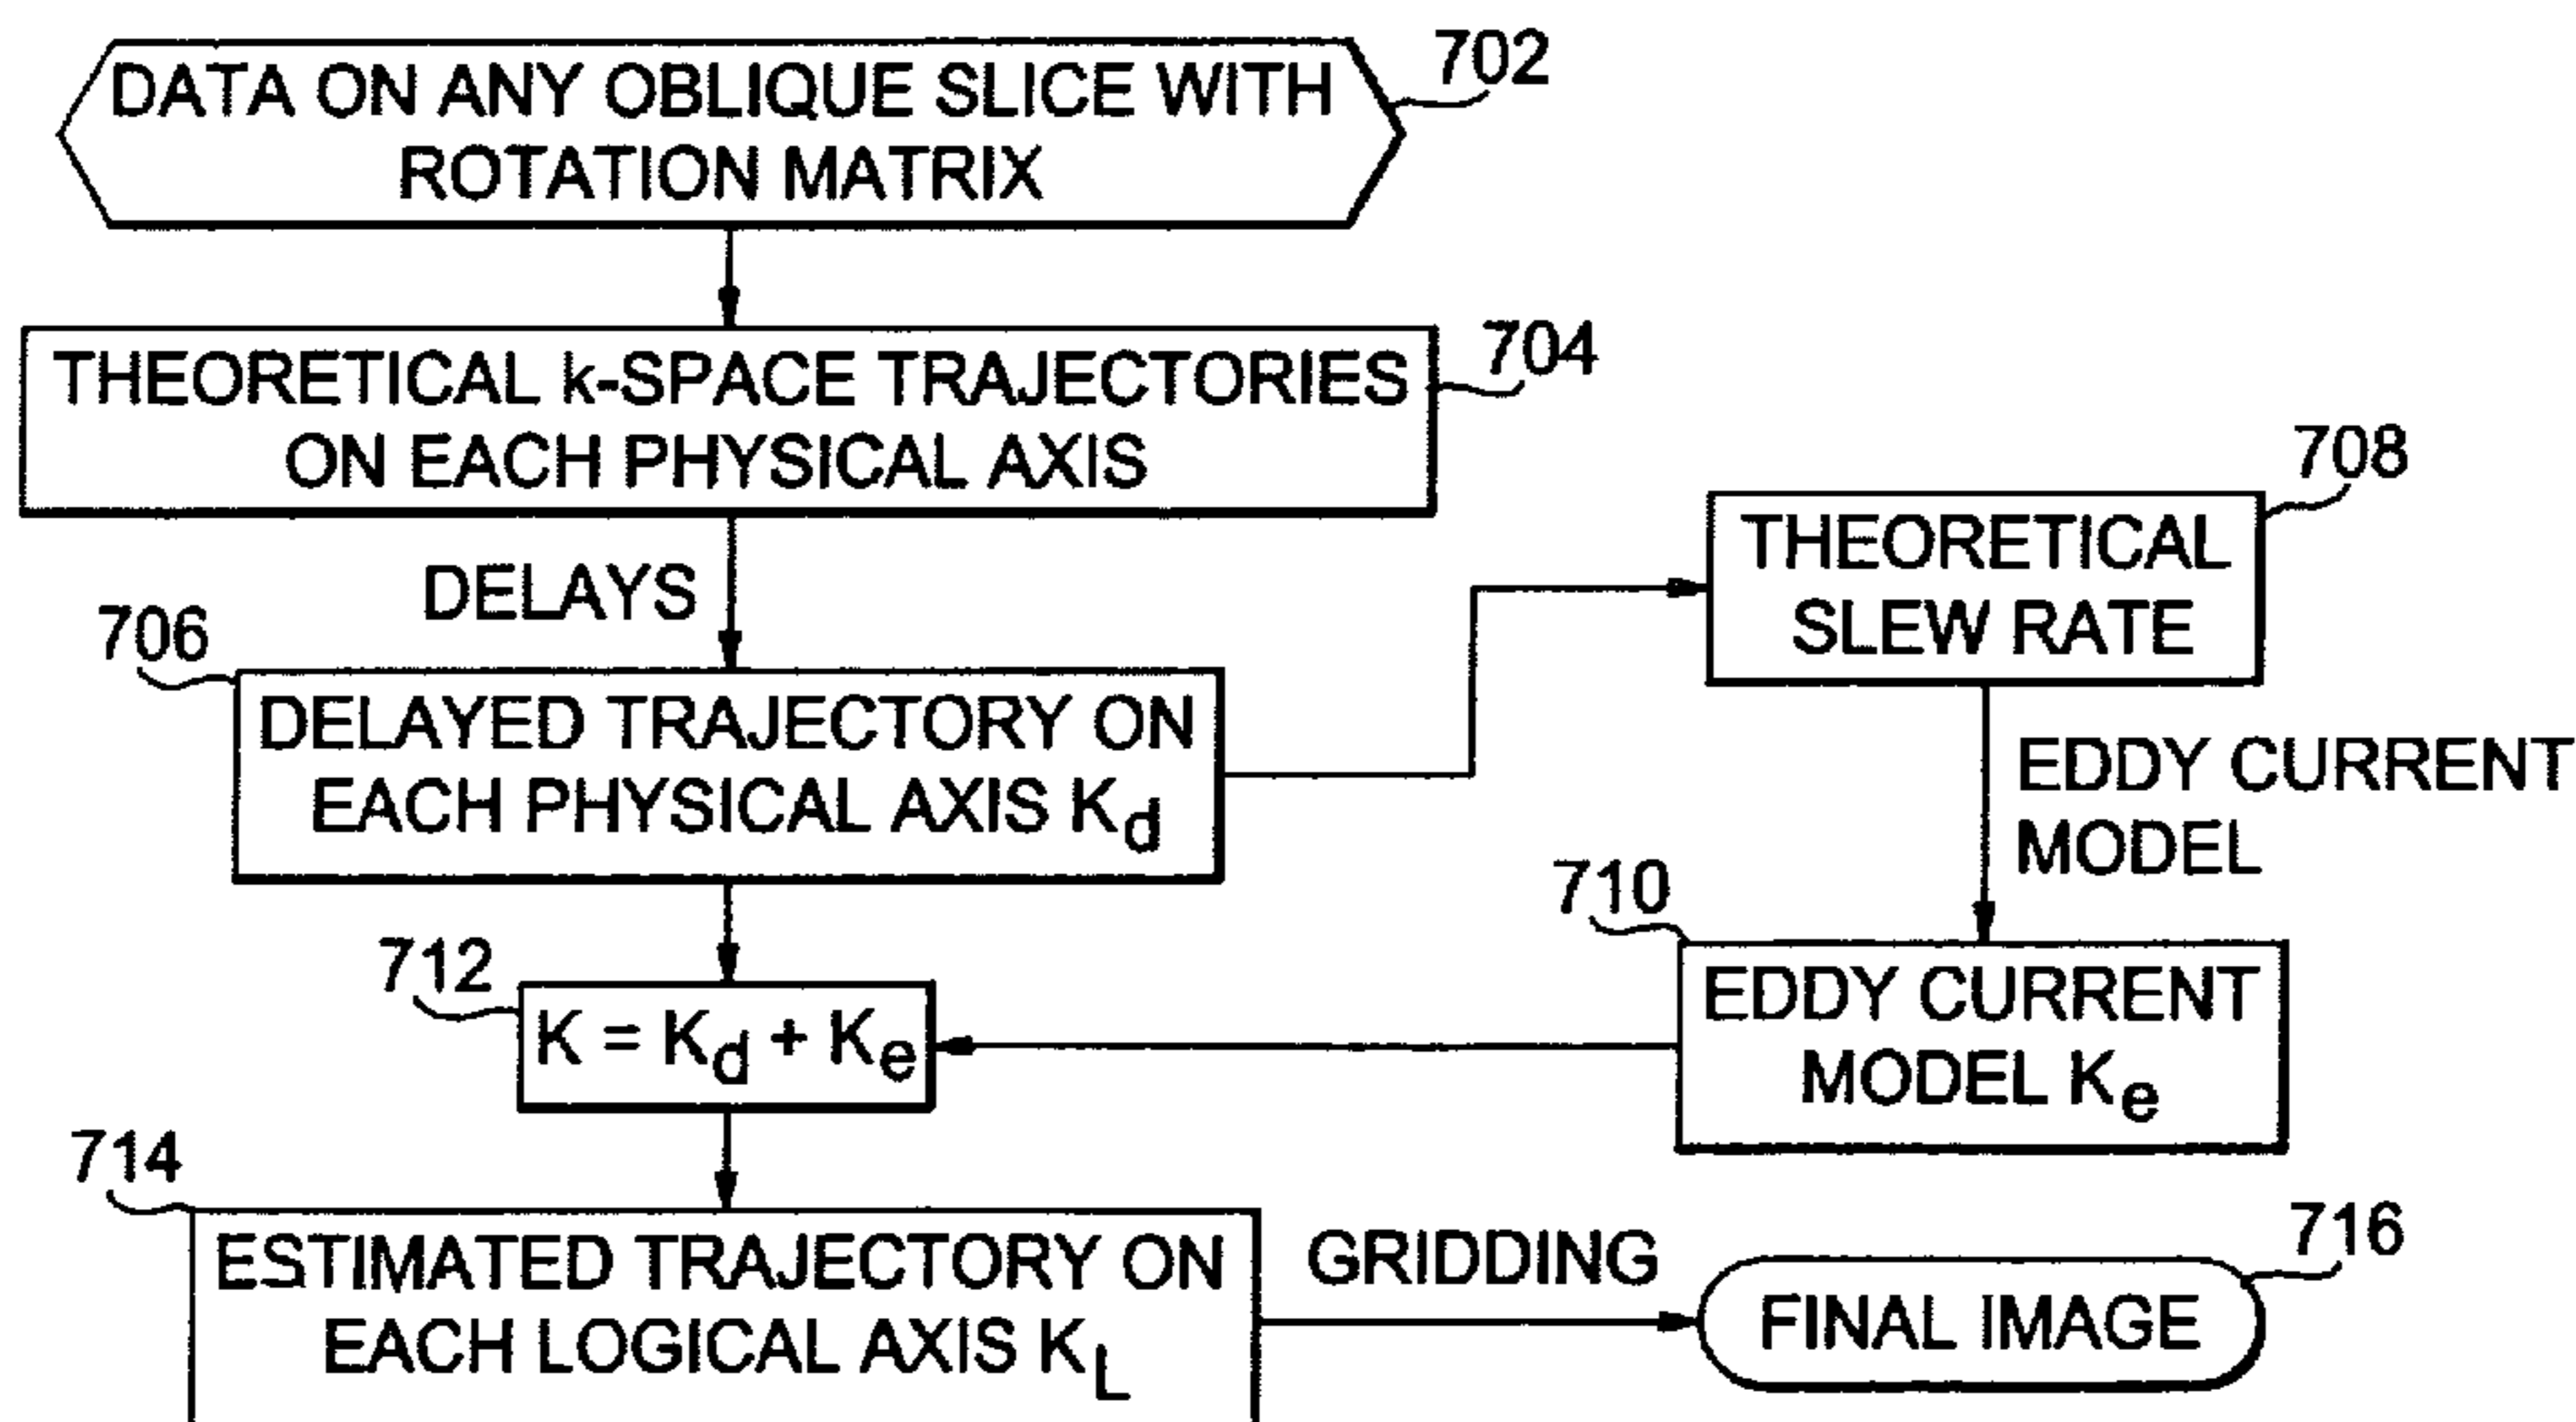 702
DATA ON ANY OBLIQUE SLICE WITH
ROTATION MATRIX
704
THEORETICAL k-SPACE TRAJECTORIES
ON EACH PHYSICAL AXIS
708
THEORETICAL
SLEW RATE
DELAYS
706
DELAYED TRAJECTORY ON
EACH PHYSICAL AXIS Kd
EDDY CURRENT
MODEL
710
EDDY CURRENT
MODEL Ke
712
K = Kd + Ke
714
ESTIMATED TRAJECTORY ON
EACH LOGICAL AXIS KL
GRIDDING
716
FINAL IMAGE